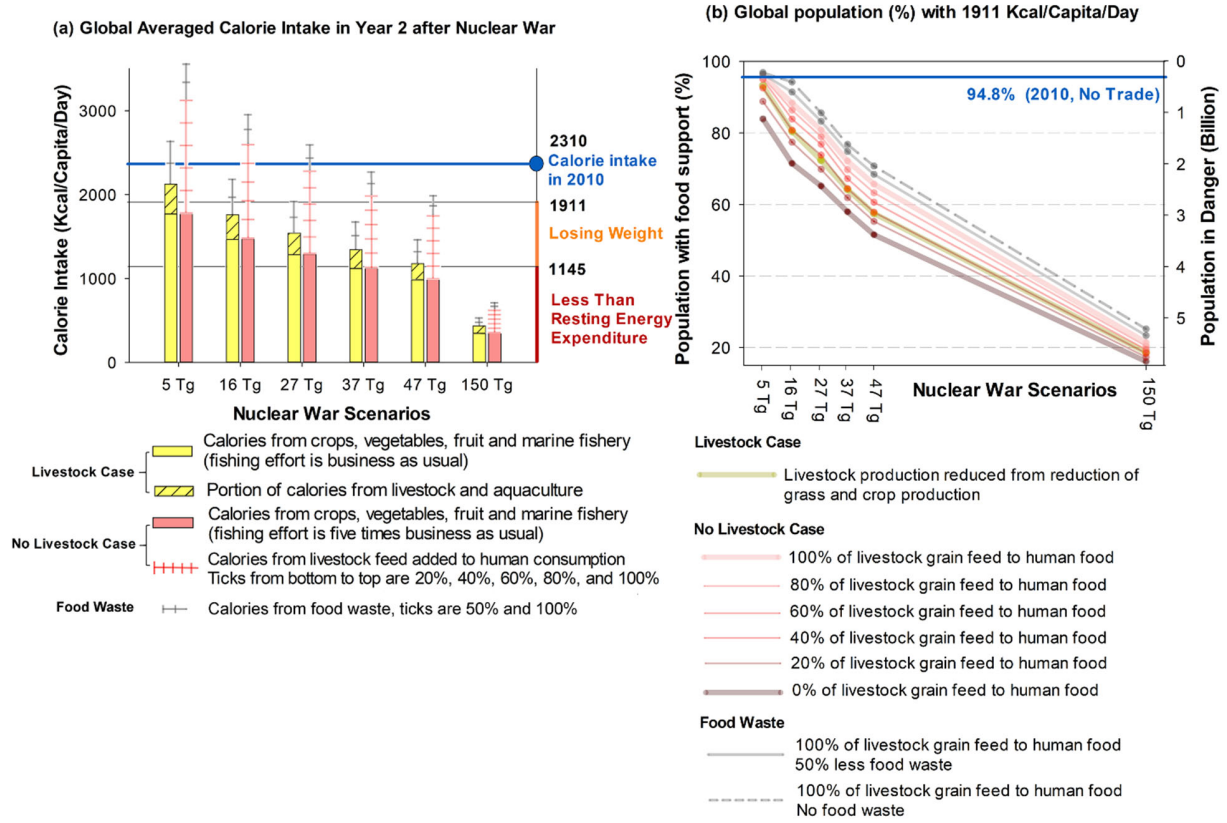 (a) Global Averaged Calorie Intake in Year 2 after Nuclear War
Calorie Intake (Kcal/Capita/Day)
3000
2000
1000
0
2310
Calorie intake
in 2010
1911
Losing Weight
1145
Less Than
Resting Energy
Expenditure
5 Tg
16 Tg
27 Tg
37 Tg
47 Tg
150 Tg
Nuclear War Scenarios
Livestock Case
Calories from crops, vegetables, fruit and marine fishery
(fishing effort is business as usual)
Portion of calories from livestock and aquaculture
No Livestock Case
Calories from crops, vegetables, fruit and marine fishery
(fishing effort is five times business as usual)
Calories from livestock feed added to human consumption
Ticks from bottom to top are 20%, 40%, 60%, 80%, and 100%
Food Waste
Calories from food waste, ticks are 50% and 100%
(b) Global population (%) with 1911 Kcal/Capita/Day
Population with food support (%)
100
80
60
40
20
94.8% (2010, No Trade)
0
1
2
3
4
5
Population in Danger (Billion)
5 Tg
16 Tg
27 Tg
37 Tg
47 Tg
150 Tg
Nuclear War Scenarios
Livestock Case
Livestock production reduced from reduction of
grass and crop production
No Livestock Case
100% of livestock grain feed to human food
80% of livestock grain feed to human food
60% of livestock grain feed to human food
40% of livestock grain feed to human food
20% of livestock grain feed to human food
0% of livestock grain feed to human food
Food Waste
100% of livestock grain feed to human food
50% less food waste
100% of livestock grain feed to human food
No food waste